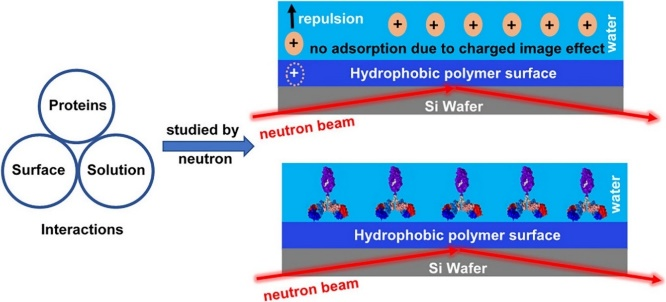 Proteins
Surface
Solution
Interactions
studied by
neutron
repulsion
+
+ + + + + +
no adsorption due to charged image effect
water
+
Hydrophobic polymer surface
Si Wafer
neutron beam
water
Hydrophobic polymer surface
Si Wafer
neutron beam